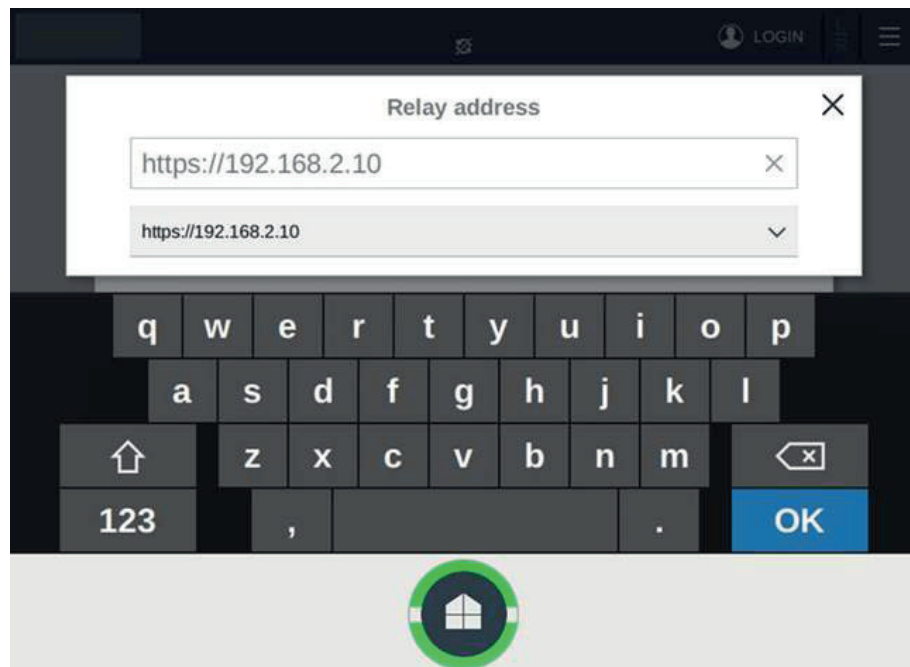 LOGIN
Relay address
https://192.168.2.10
https://192.168.2.10
q w e r t y u i o p
a s d f g h j k l
z x c v b n m
123 , . OK